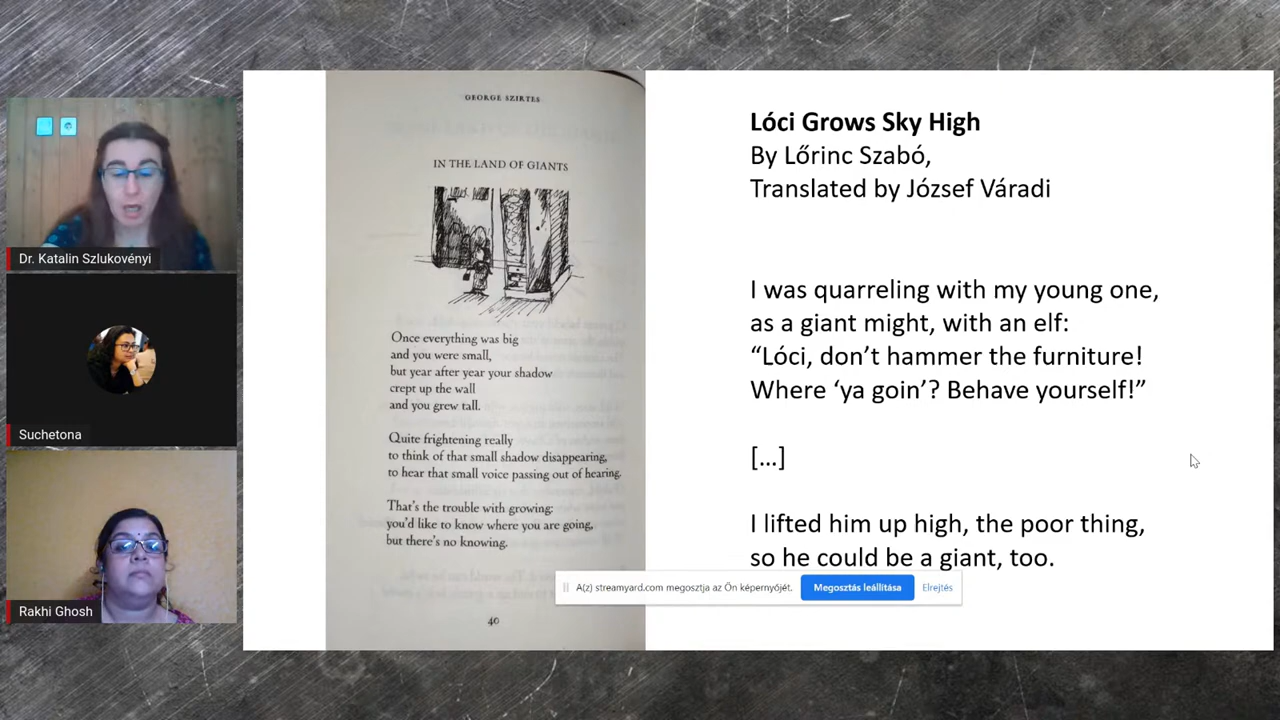 Dr. Katalin Szlukovényi
Suchetona
Rakhi Ghosh
GEORGE SZIRTES
IN THE LAND OF GIANTS
Once everything was big
and you were small,
but year after year your shadow
crept up the wall
and you grew tall.
Quite frightening really
to think of that small shadow disappearing,
to hear that small voice passing out of hearing.
That's the trouble with growing:
you'd like to know where you are going,
but there's no knowing.
40
Lóci Grows Sky High
By Lőrinc Szabó,
Translated by József Váradi
I was quarreling with my young one,
as a giant might, with an elf:
“Lóci, don’t hammer the furniture!
Where ‘ya goin’? Behave yourself!”
[…]
I lifted him up high, the poor thing,
so he could be a giant, too.
A(z) streamyard.com megosztja az Ön képernyőjét.
Megosztás leállítása
Elrejtés